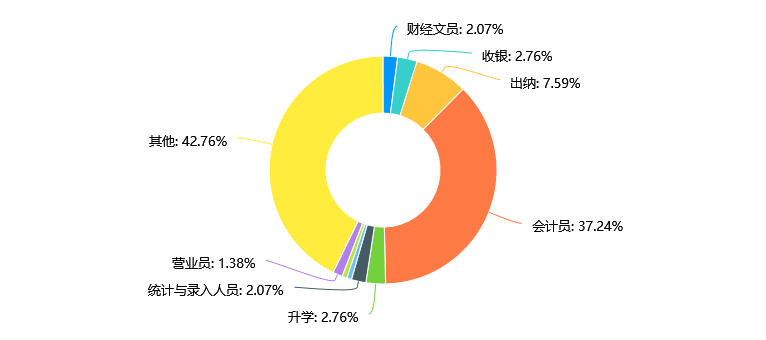 财经文员: 2.07%
收银: 2.76%
出纳: 7.59%
其他: 42.76%
会计员: 37.24%
营业员: 1.38%
统计与录入人员: 2.07%
升学: 2.76%